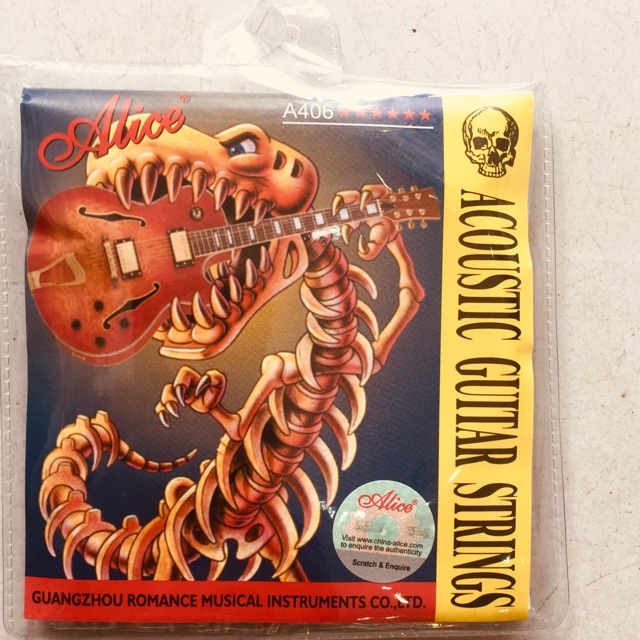 Alice™
A406 ★★★★★★
ACOUSTIC GUITAR STRINGS
Alice®
Visit www.china-alice.com
to enquire the authenticity
Scratch & Enquire
GUANGZHOU ROMANCE MUSICAL INSTRUMENTS CO.,LTD.